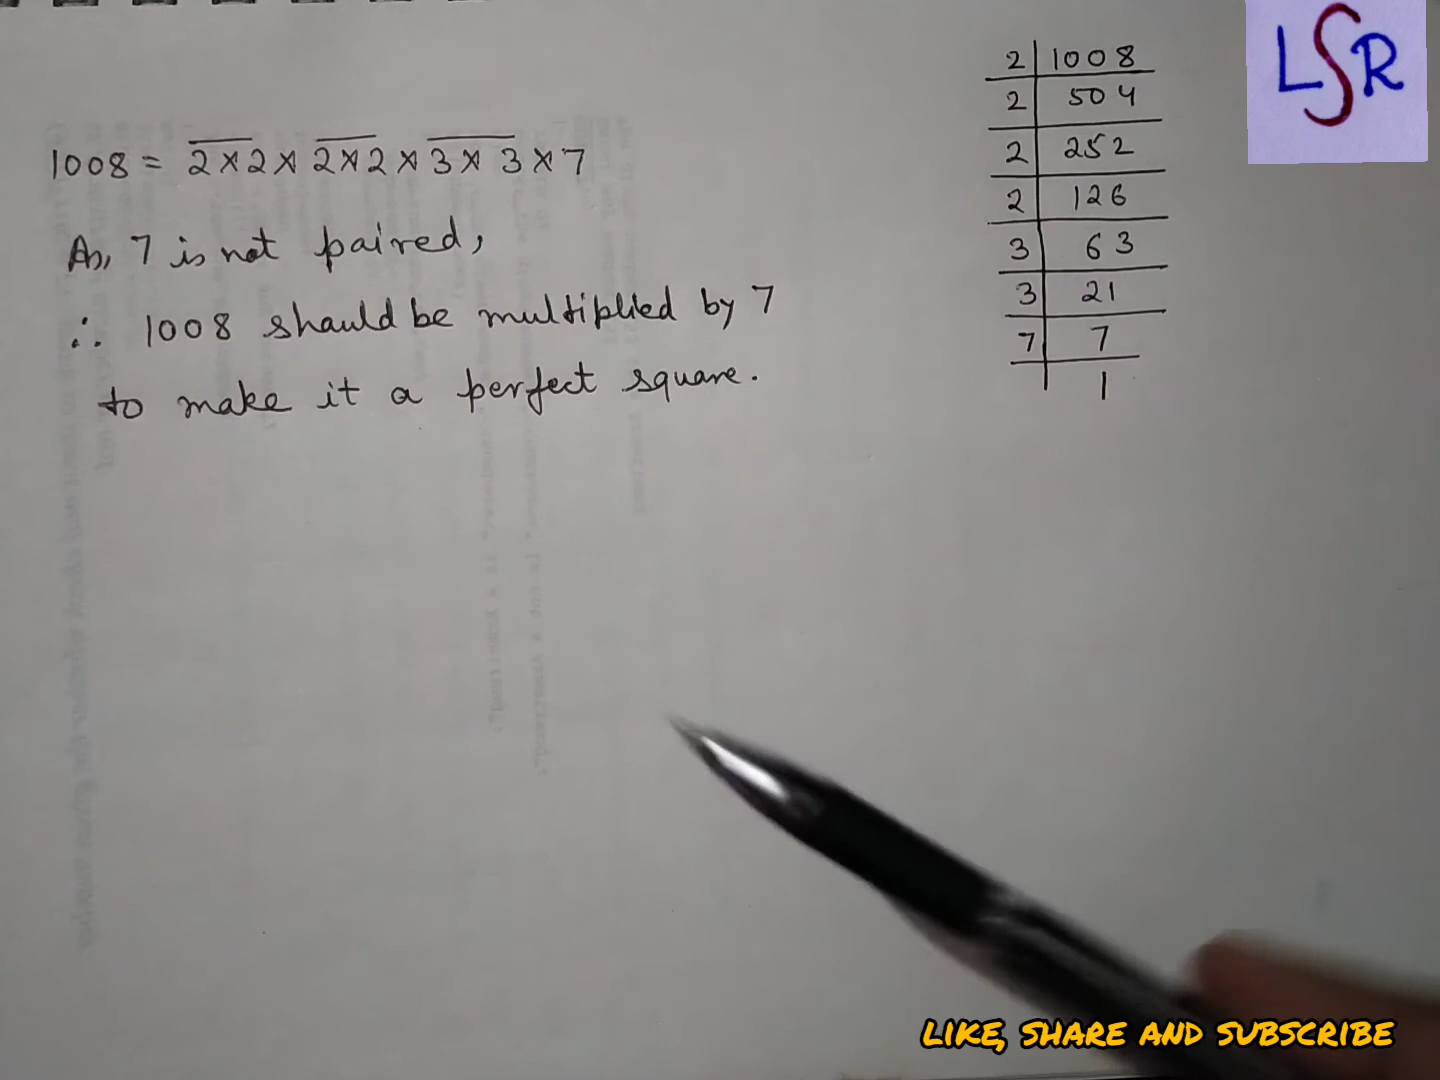 1008 = 2 × 2 × 2 × 2 × 3 × 3 × 7
As, 7 is not paired,
∴ 1008 should be multiplied by 7
to make it a perfect square.
2 | 1008
2 | 504
2 | 252
2 | 126
3 | 63
3 | 21
7 | 7
| 1
LSR
LIKE, SHARE AND SUBSCRIBE